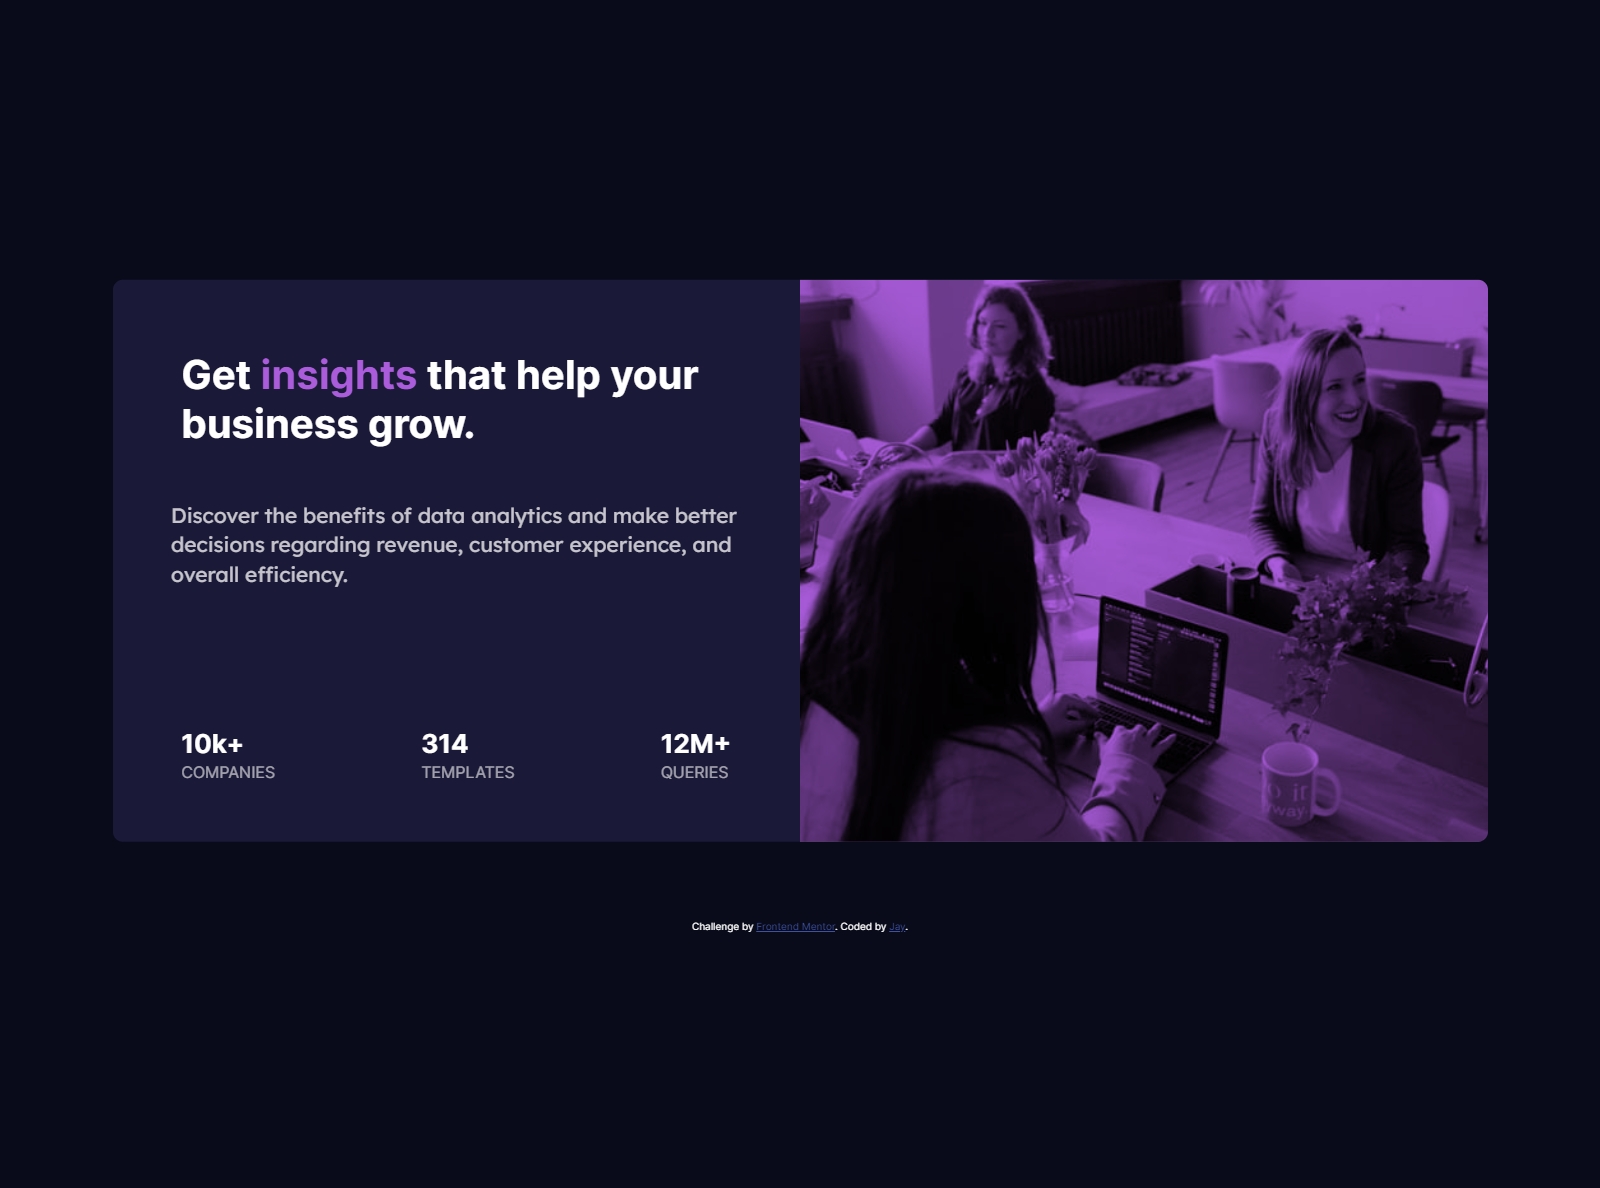 Get insights that help your
business grow.
Discover the benefits of data analytics and make better
decisions regarding revenue, customer experience, and
overall efficiency.
10k+
COMPANIES
314
TEMPLATES
12M+
QUERIES
Challenge by Frontend Mentor. Coded by Jay.